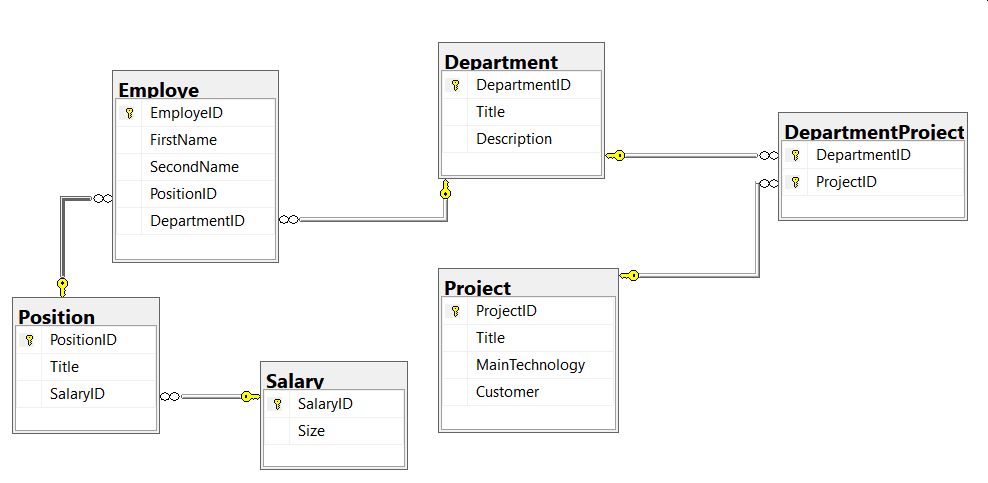 Employe
EmployeID
FirstName
SecondName
PositionID
DepartmentID
Department
DepartmentID
Title
Description
DepartmentProject
DepartmentID
ProjectID
Position
PositionID
Title
SalaryID
Salary
SalaryID
Size
Project
ProjectID
Title
MainTechnology
Customer